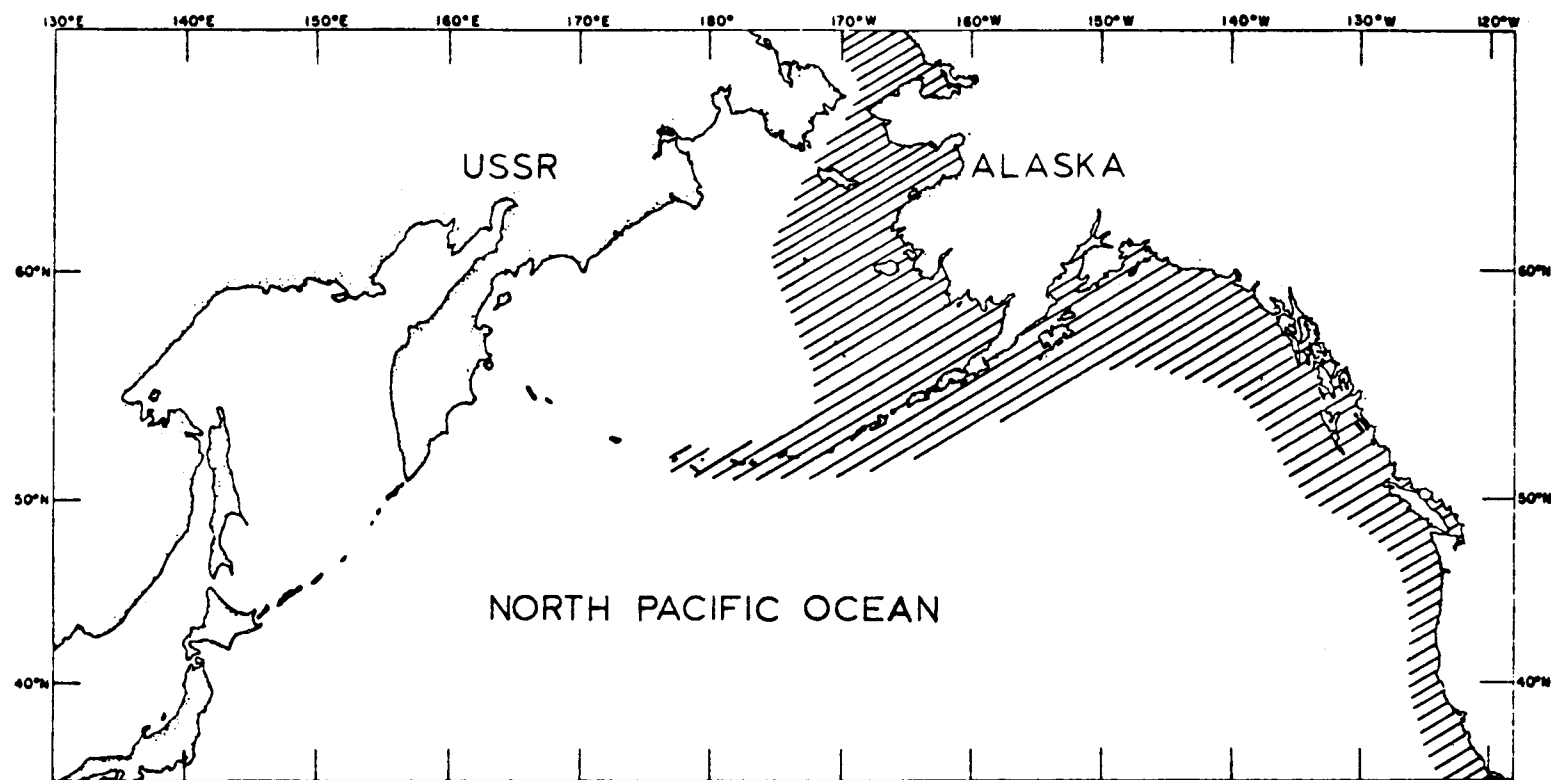 130°E 140°E 150°E 160°E 170°E 180° 170°W 160°W 150°W 140°W 130°W 120°W
USSR ALASKA
60°N 60°N
50°N 50°N
NORTH PACIFIC OCEAN
40°N 40°N